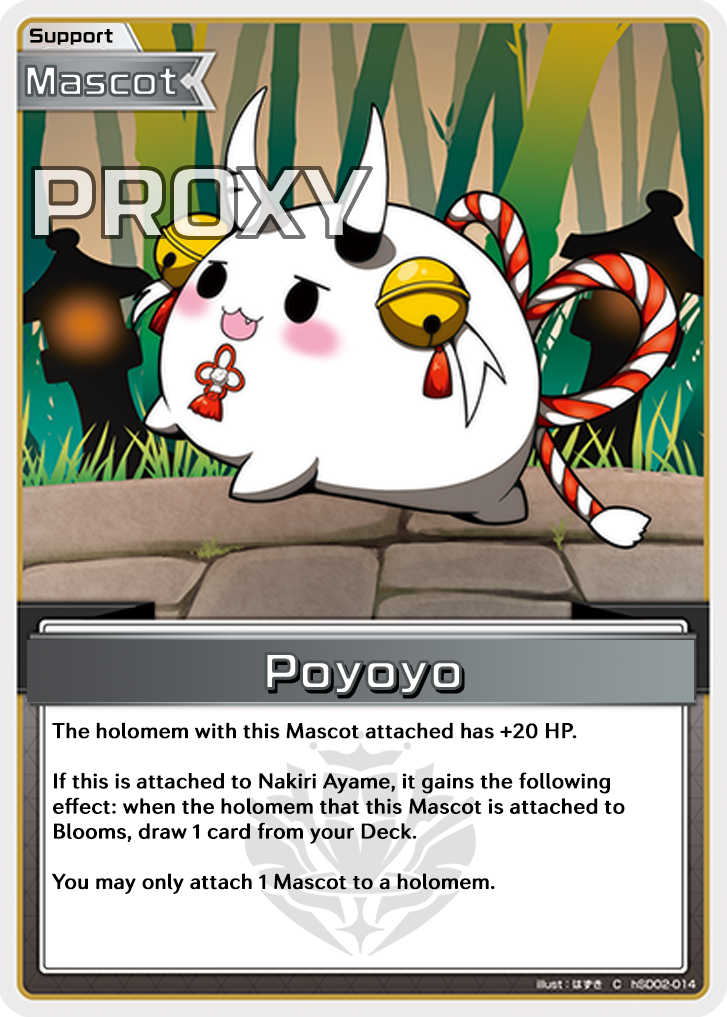 Support
Mascot
PROXY
Poyoyo
The holomem with this Mascot attached has +20 HP.
If this is attached to Nakiri Ayame, it gains the following
effect: when the holomem that this Mascot is attached to
Blooms, draw 1 card from your Deck.
You may only attach 1 Mascot to a holomem.
illust：はずき C hSD02-014